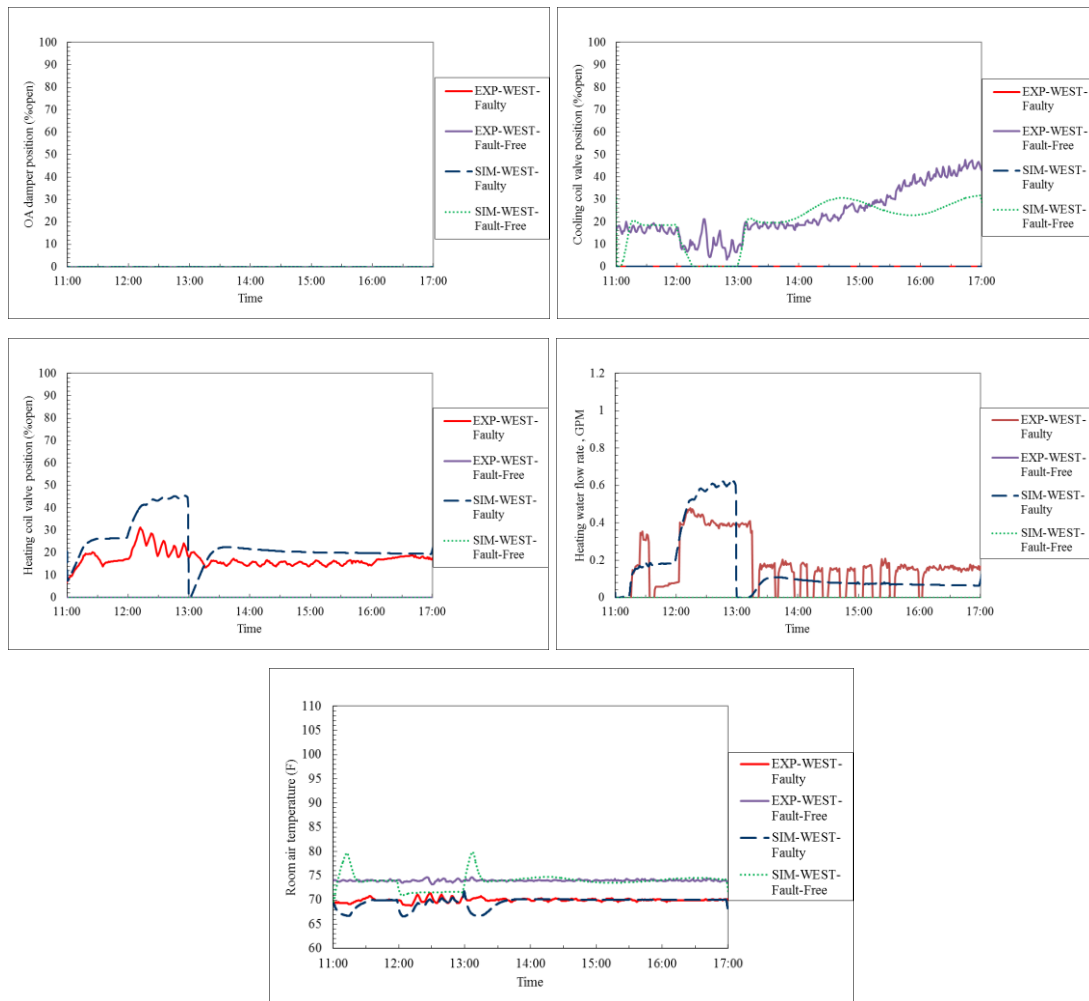 100
90
80
70
60
50
40
30
20
10
0
OA damper position (%open)
11:00 12:00 13:00 14:00 15:00 16:00 17:00
Time
EXP-WEST-
Faulty
EXP-WEST-
Fault-Free
SIM-WEST-
Faulty
SIM-WEST-
Fault-Free
100
90
80
70
60
50
40
30
20
10
0
Cooling coil valve position (%open)
11:00 12:00 13:00 14:00 15:00 16:00 17:00
Time
EXP-WEST-
Faulty
EXP-WEST-
Fault-Free
SIM-WEST-
Faulty
SIM-WEST-
Fault-Free
100
90
80
70
60
50
40
30
20
10
0
Heating coil valve position (%open)
11:00 12:00 13:00 14:00 15:00 16:00 17:00
Time
EXP-WEST-
Faulty
EXP-WEST-
Fault-Free
SIM-WEST-
Faulty
SIM-WEST-
Fault-Free
1.2
1
0.8
0.6
0.4
0.2
0
Heating water flow rate , GPM
11:00 12:00 13:00 14:00 15:00 16:00 17:00
Time
EXP-WEST-
Faulty
EXP-WEST-
Fault-Free
SIM-WEST-
Faulty
SIM-WEST-
Fault-Free
110
105
100
95
90
85
80
75
70
65
60
Room air temperature (F)
11:00 12:00 13:00 14:00 15:00 16:00 17:00
Time
EXP-WEST-
Faulty
EXP-WEST-
Fault-Free
SIM-WEST-
Faulty
SIM-WEST-
Fault-Free